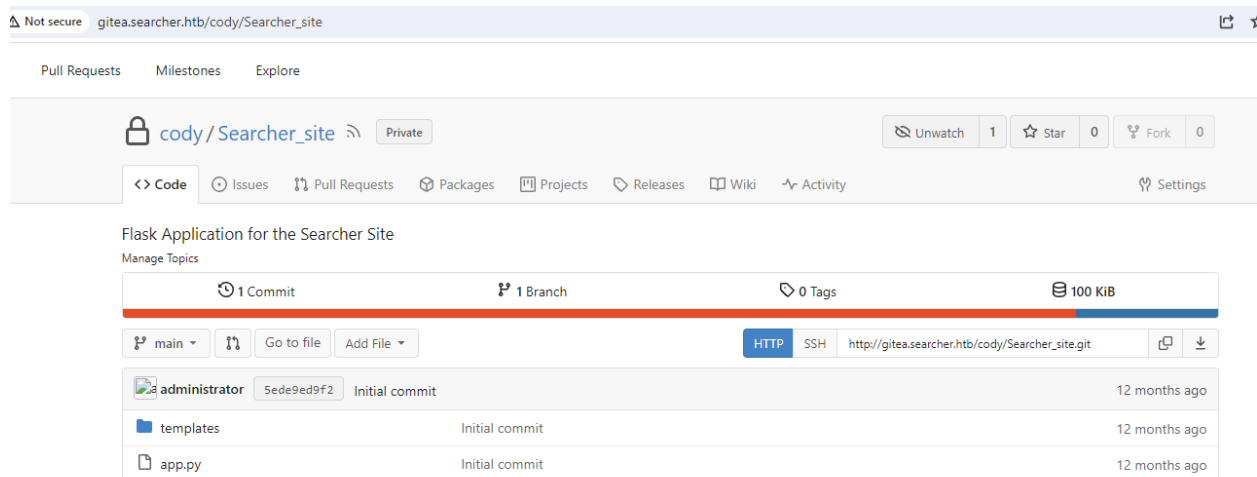 Not secure gitea.searcher.htb/cody/Searcher_site
Pull Requests Milestones Explore
cody/Searcher_site Private Unwatch 1 Star 0 Fork 0
Code Issues Pull Requests Packages Projects Releases Wiki Activity Settings
Flask Application for the Searcher Site
Manage Topics
1 Commit 1 Branch 0 Tags 100 KiB
main Go to file Add File HTTP SSH http://gitea.searcher.htb/cody/Searcher_site.git
administrator 5ede9ed9f2 Initial commit 12 months ago
templates Initial commit 12 months ago
app.py Initial commit 12 months ago